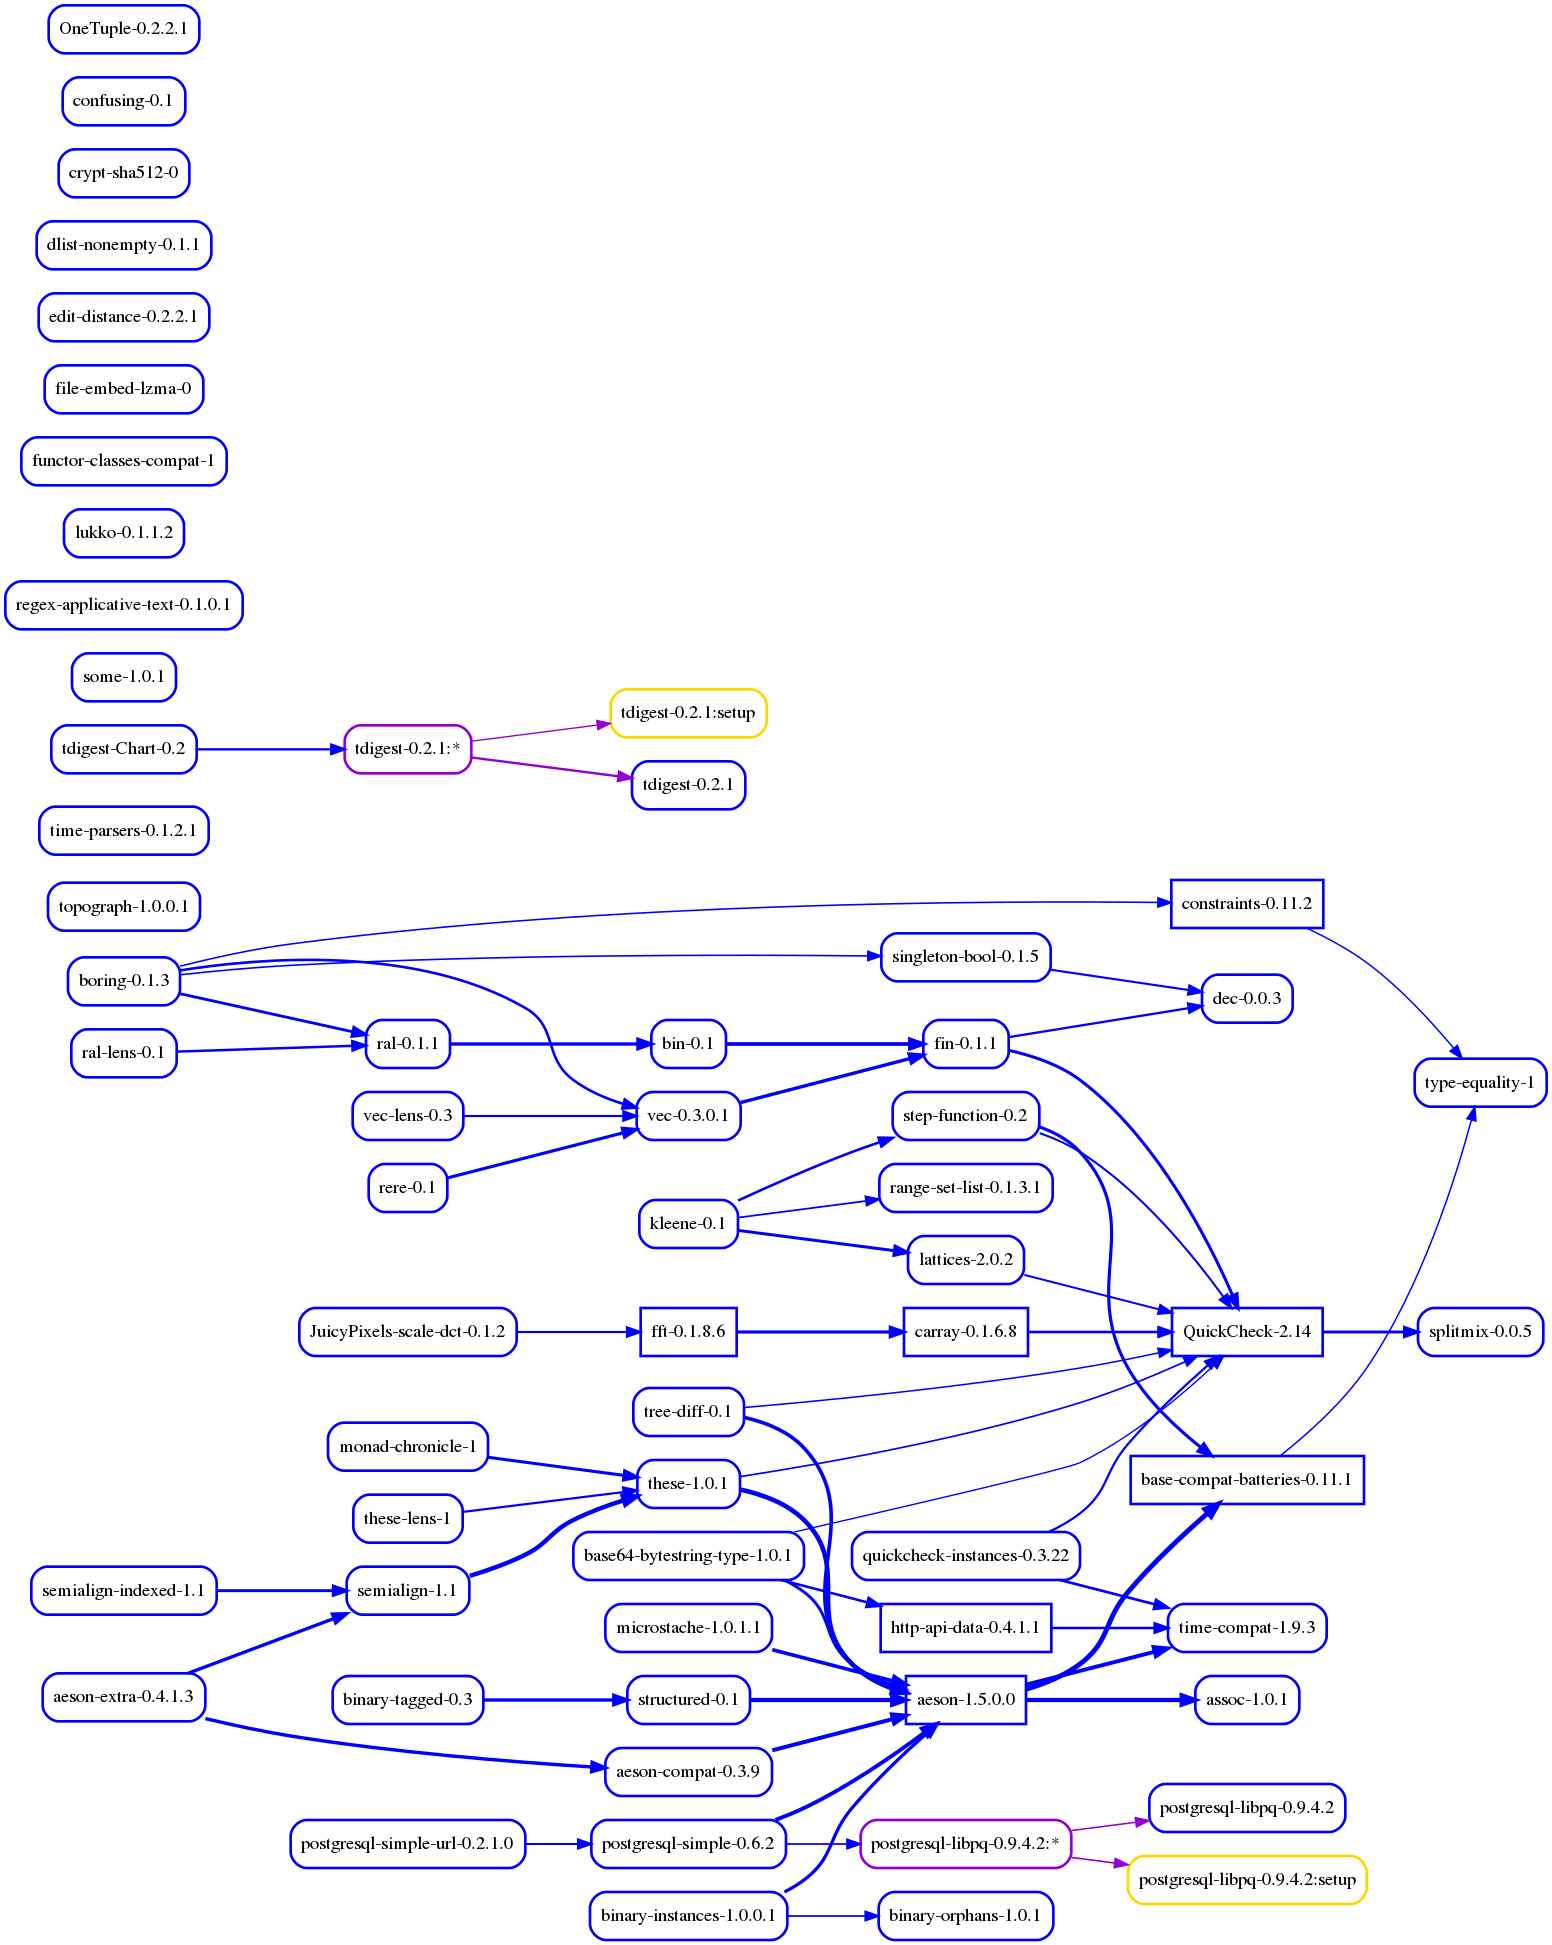 OneTuple-0.2.2.1
confusing-0.1
crypt-sha512-0
dlist-nonempty-0.1.1
edit-distance-0.2.2.1
file-embed-lzma-0
functor-classes-compat-1
lukko-0.1.1.2
regex-applicative-text-0.1.0.1
some-1.0.1
tdigest-0.2.1:setup
tdigest-Chart-0.2
tdigest-0.2.1:*
tdigest-0.2.1
time-parsers-0.1.2.1
topograph-1.0.0.1
constraints-0.11.2
singleton-bool-0.1.5
boring-0.1.3
dec-0.0.3
ral-0.1.1
bin-0.1
fin-0.1.1
ral-lens-0.1
type-equality-1
vec-lens-0.3
vec-0.3.0.1
step-function-0.2
rere-0.1
range-set-list-0.1.3.1
kleene-0.1
lattices-2.0.2
JuicyPixels-scale-dct-0.1.2
fft-0.1.8.6
carray-0.1.6.8
QuickCheck-2.14
splitmix-0.0.5
tree-diff-0.1
monad-chronicle-1
these-1.0.1
base-compat-batteries-0.11.1
these-lens-1
base64-bytestring-type-1.0.1
quickcheck-instances-0.3.22
semialign-indexed-1.1
semialign-1.1
microstache-1.0.1.1
http-api-data-0.4.1.1
time-compat-1.9.3
aeson-extra-0.4.1.3
binary-tagged-0.3
structured-0.1
aeson-1.5.0.0
assoc-1.0.1
aeson-compat-0.3.9
postgresql-libpq-0.9.4.2
postgresql-simple-url-0.2.1.0
postgresql-simple-0.6.2
postgresql-libpq-0.9.4.2:*
postgresql-libpq-0.9.4.2:setup
binary-instances-1.0.0.1
binary-orphans-1.0.1